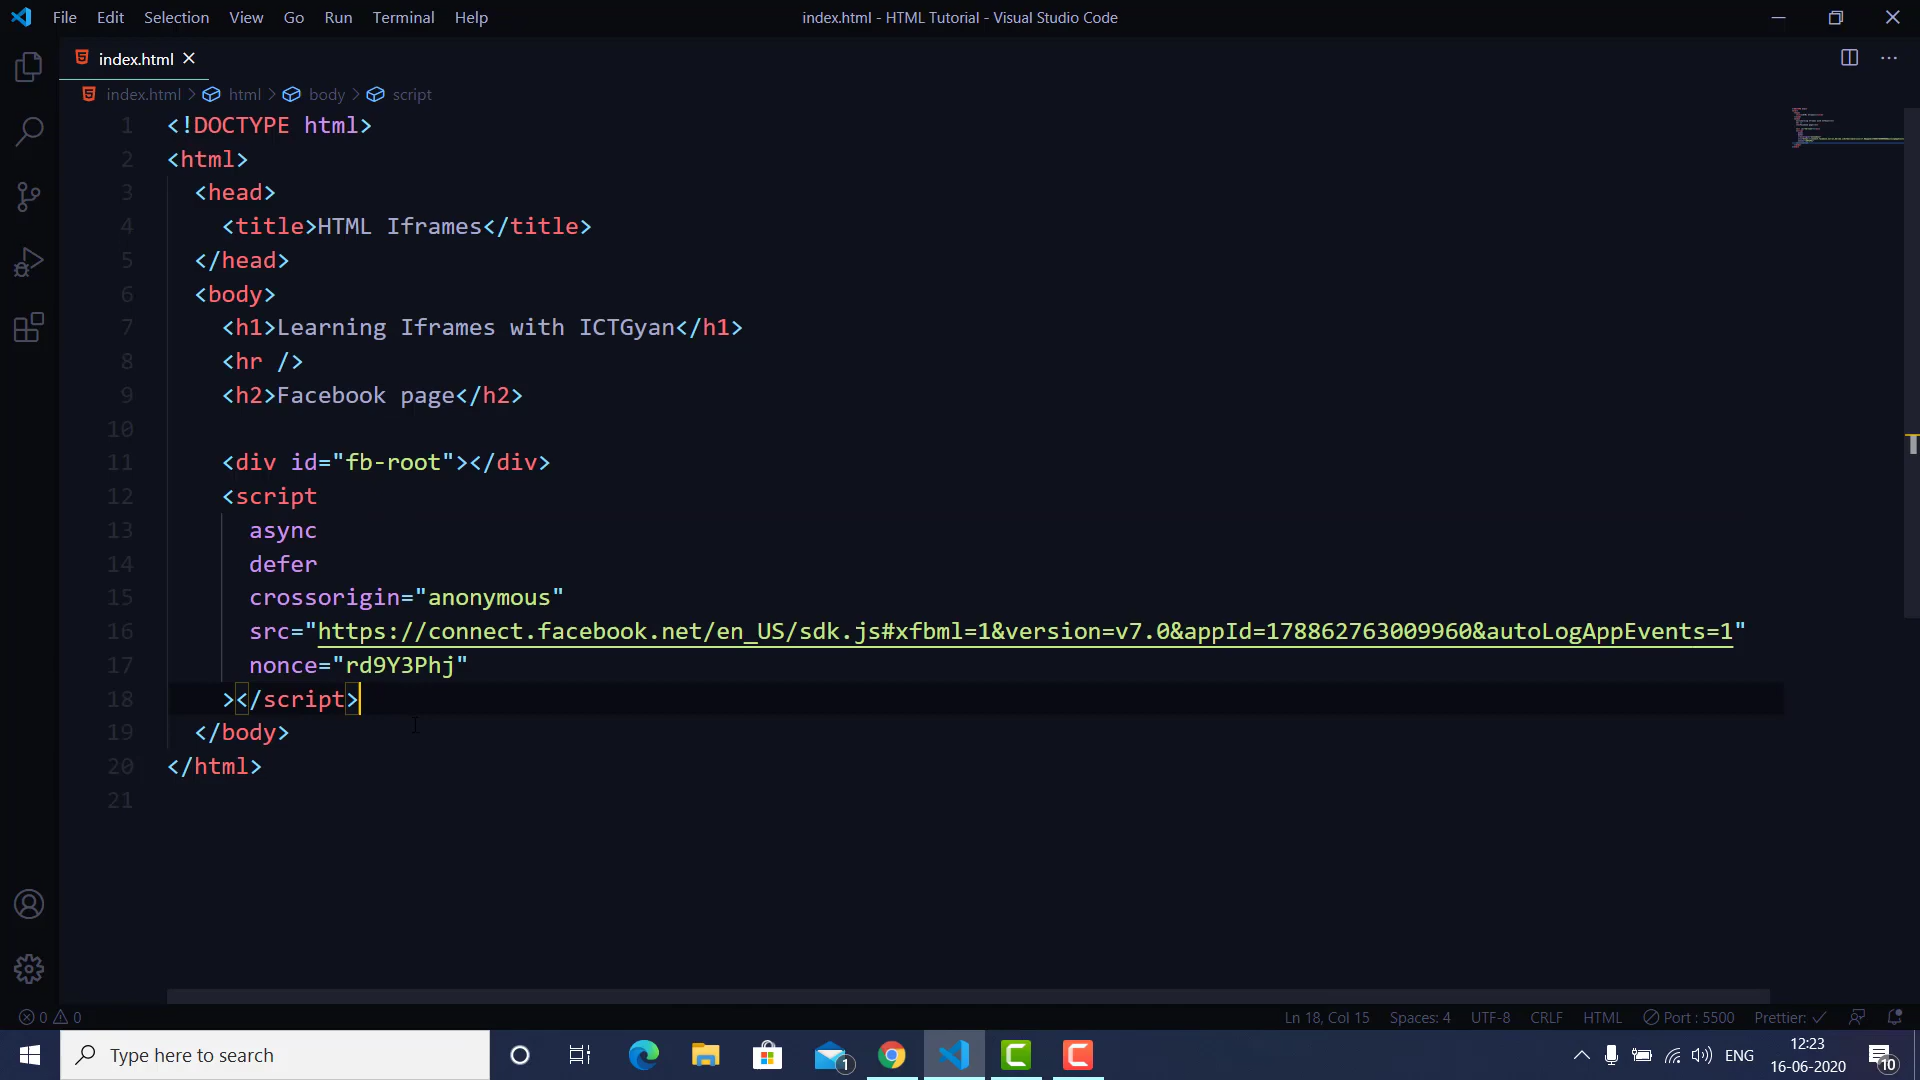 File Edit Selection View Go Run Terminal Help
index.html - HTML Tutorial - Visual Studio Code
index.html
index.html > html > body > script
1 <!DOCTYPE html>
2 <html>
3 <head>
4 <title>HTML Iframes</title>
5 </head>
6 <body>
7 <h1>Learning Iframes with ICTGyan</h1>
8 <hr />
9 <h2>Facebook page</h2>
10
11 <div id="fb-root"></div>
12 <script
13 async
14 defer
15 crossorigin="anonymous"
16 src="https://connect.facebook.net/en_US/sdk.js#xfbml=1&version=v7.0&appId=178862763009960&autoLogAppEvents=1"
17 nonce="rd9Y3Phj"
18 ></script>
19 </body>
20 </html>
21
0 0
Ln 18, Col 15 Spaces: 4 UTF-8 CRLF HTML Port : 5500 Prettier: ✓
Type here to search
1
ENG
12:23
16-06-2020
10